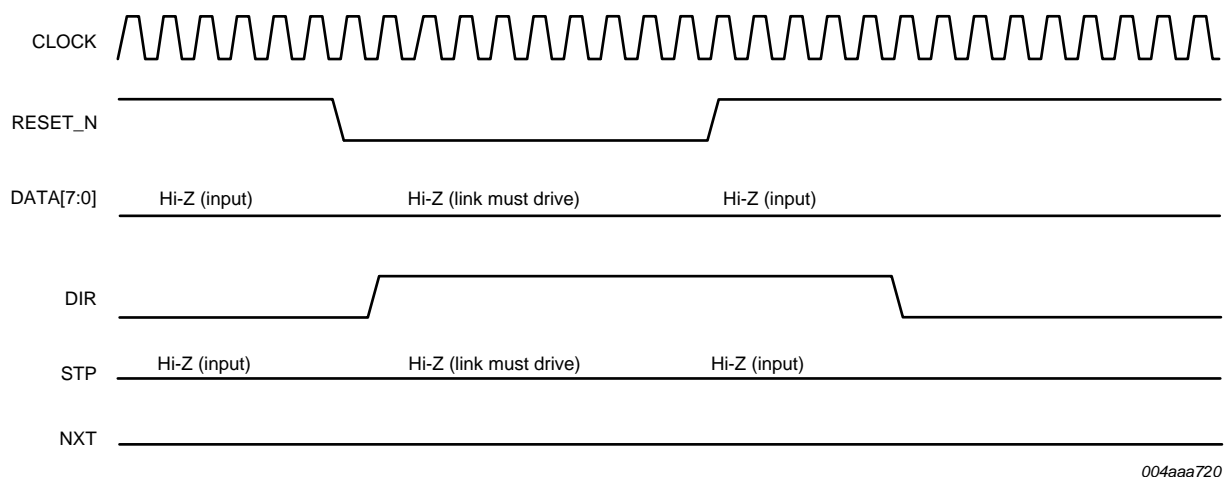 CLOCK
RESET_N
DATA[7:0] Hi-Z (input) Hi-Z (link must drive) Hi-Z (input)
DIR
STP Hi-Z (input) Hi-Z (link must drive) Hi-Z (input)
NXT
004aaa720